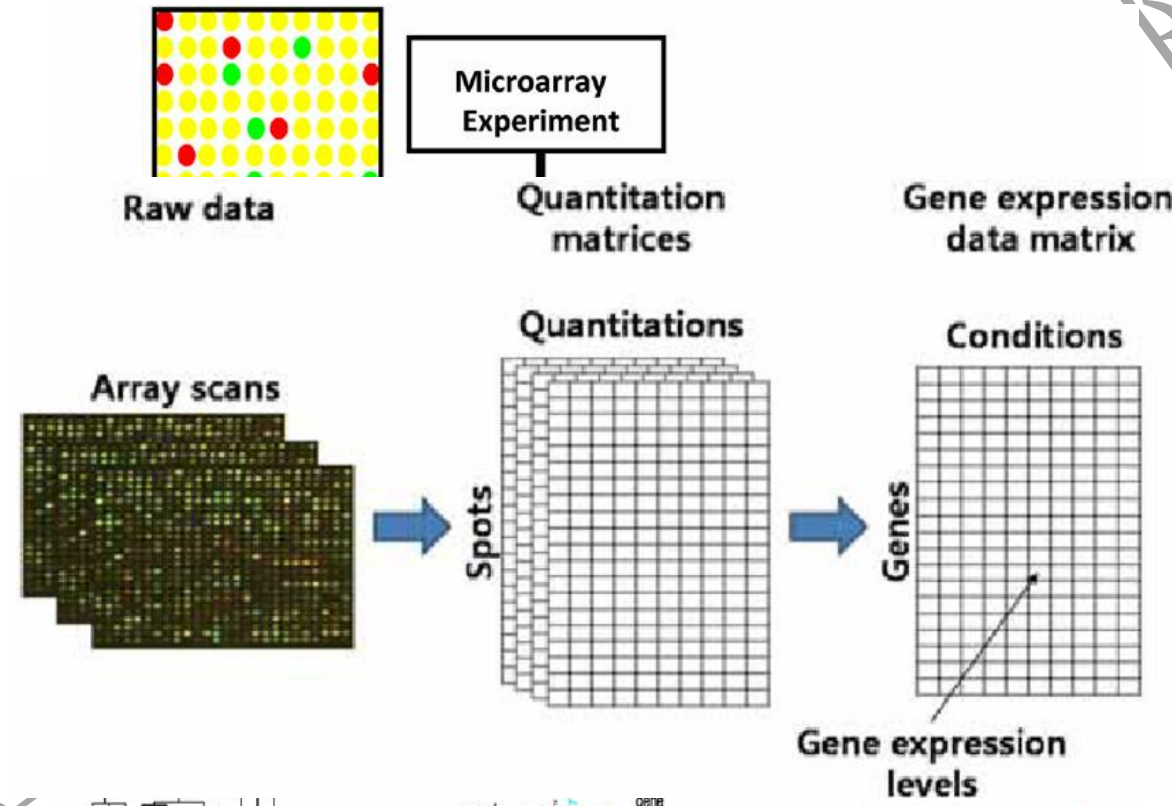 Microarray
Experiment
Raw data
Quantitation
matrices
Gene expression
data matrix
Array scans
Quantitations
Spots
Conditions
Genes
Gene expression
levels
gene